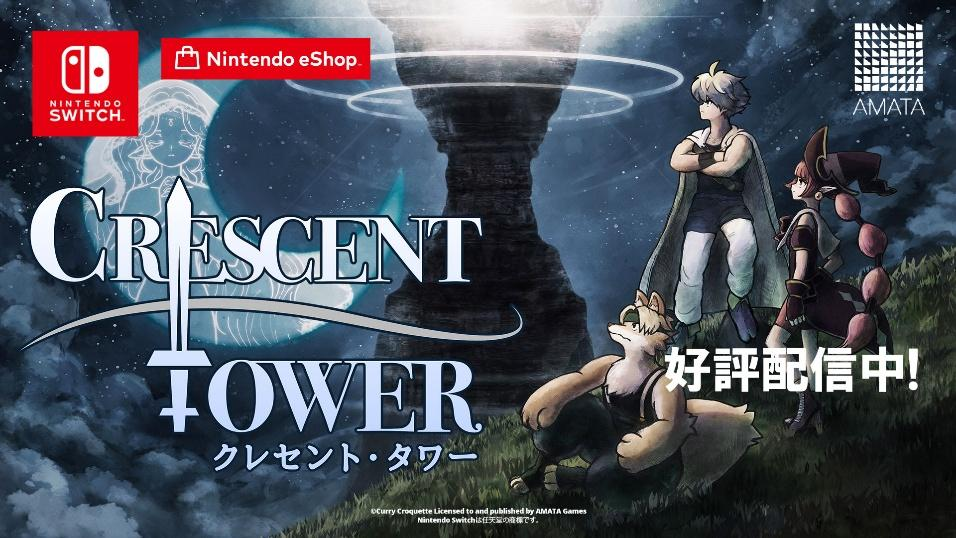 NINTENDO
SWITCH™
Nintendo eShop
AMATA
CRESCENT
TOWER
クレセント・タワー
好評配信中!
©Curry Croquette Licensed to and published by AMATA Games
Nintendo Switchは任天堂の商標です。